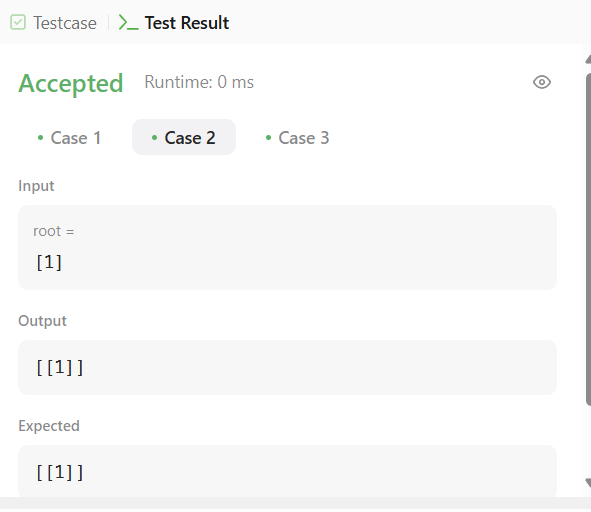 Testcase Test Result
Accepted Runtime: 0 ms
• Case 1 • Case 2 • Case 3
Input
root =
[1]
Output
[[1]]
Expected
[[1]]